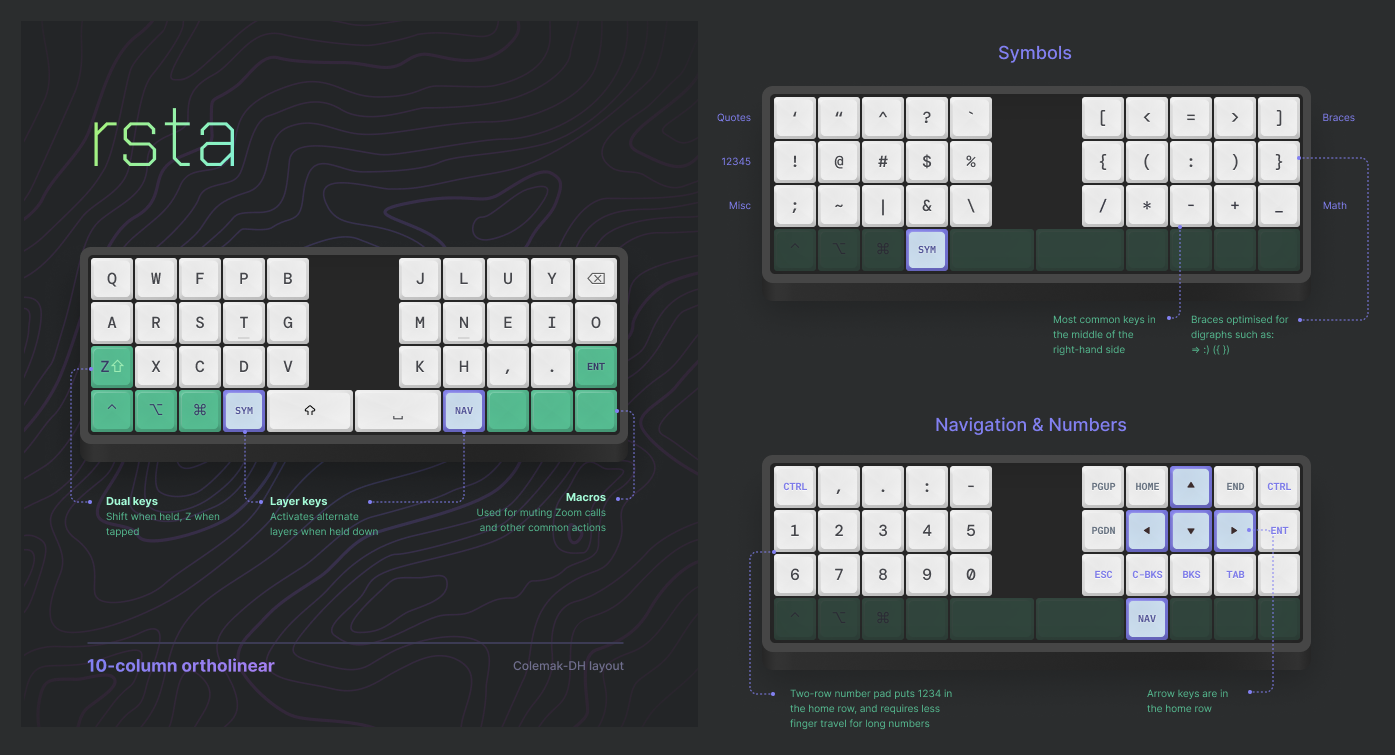 rsta
Q W F P B J L U Y ⌫
A R S T G M N E I O
Z⇧ X C D V K H , . ENT
^ ⌥ ⌘ SYM ⇧ ⎵ NAV
Dual keys
Shift when held, Z when
tapped
Layer keys
Activates alternate
layers when held down
Macros
Used for muting Zoom calls
and other common actions
10-column ortholinear
Colemak-DH layout
Symbols
Quotes
‘ “ ^ ? ` [ < = > ]
Braces
12345
! @ # $ % { ( : ) }
Misc
; ~ | & \ / * - + _
Math
^ ⌥ ⌘ SYM
Most common keys in
the middle of the
right-hand side
Braces optimised for
digraphs such as:
=> :) ({ })
Navigation & Numbers
CTRL , . : - PGUP HOME ▲ END CTRL
1 2 3 4 5 PGDN ◀ ▼ ▶ ENT
6 7 8 9 0 ESC C-BKS BKS TAB
^ ⌥ ⌘ NAV
Two-row number pad puts 1234 in
the home row, and requires less
finger travel for long numbers
Arrow keys are in
the home row